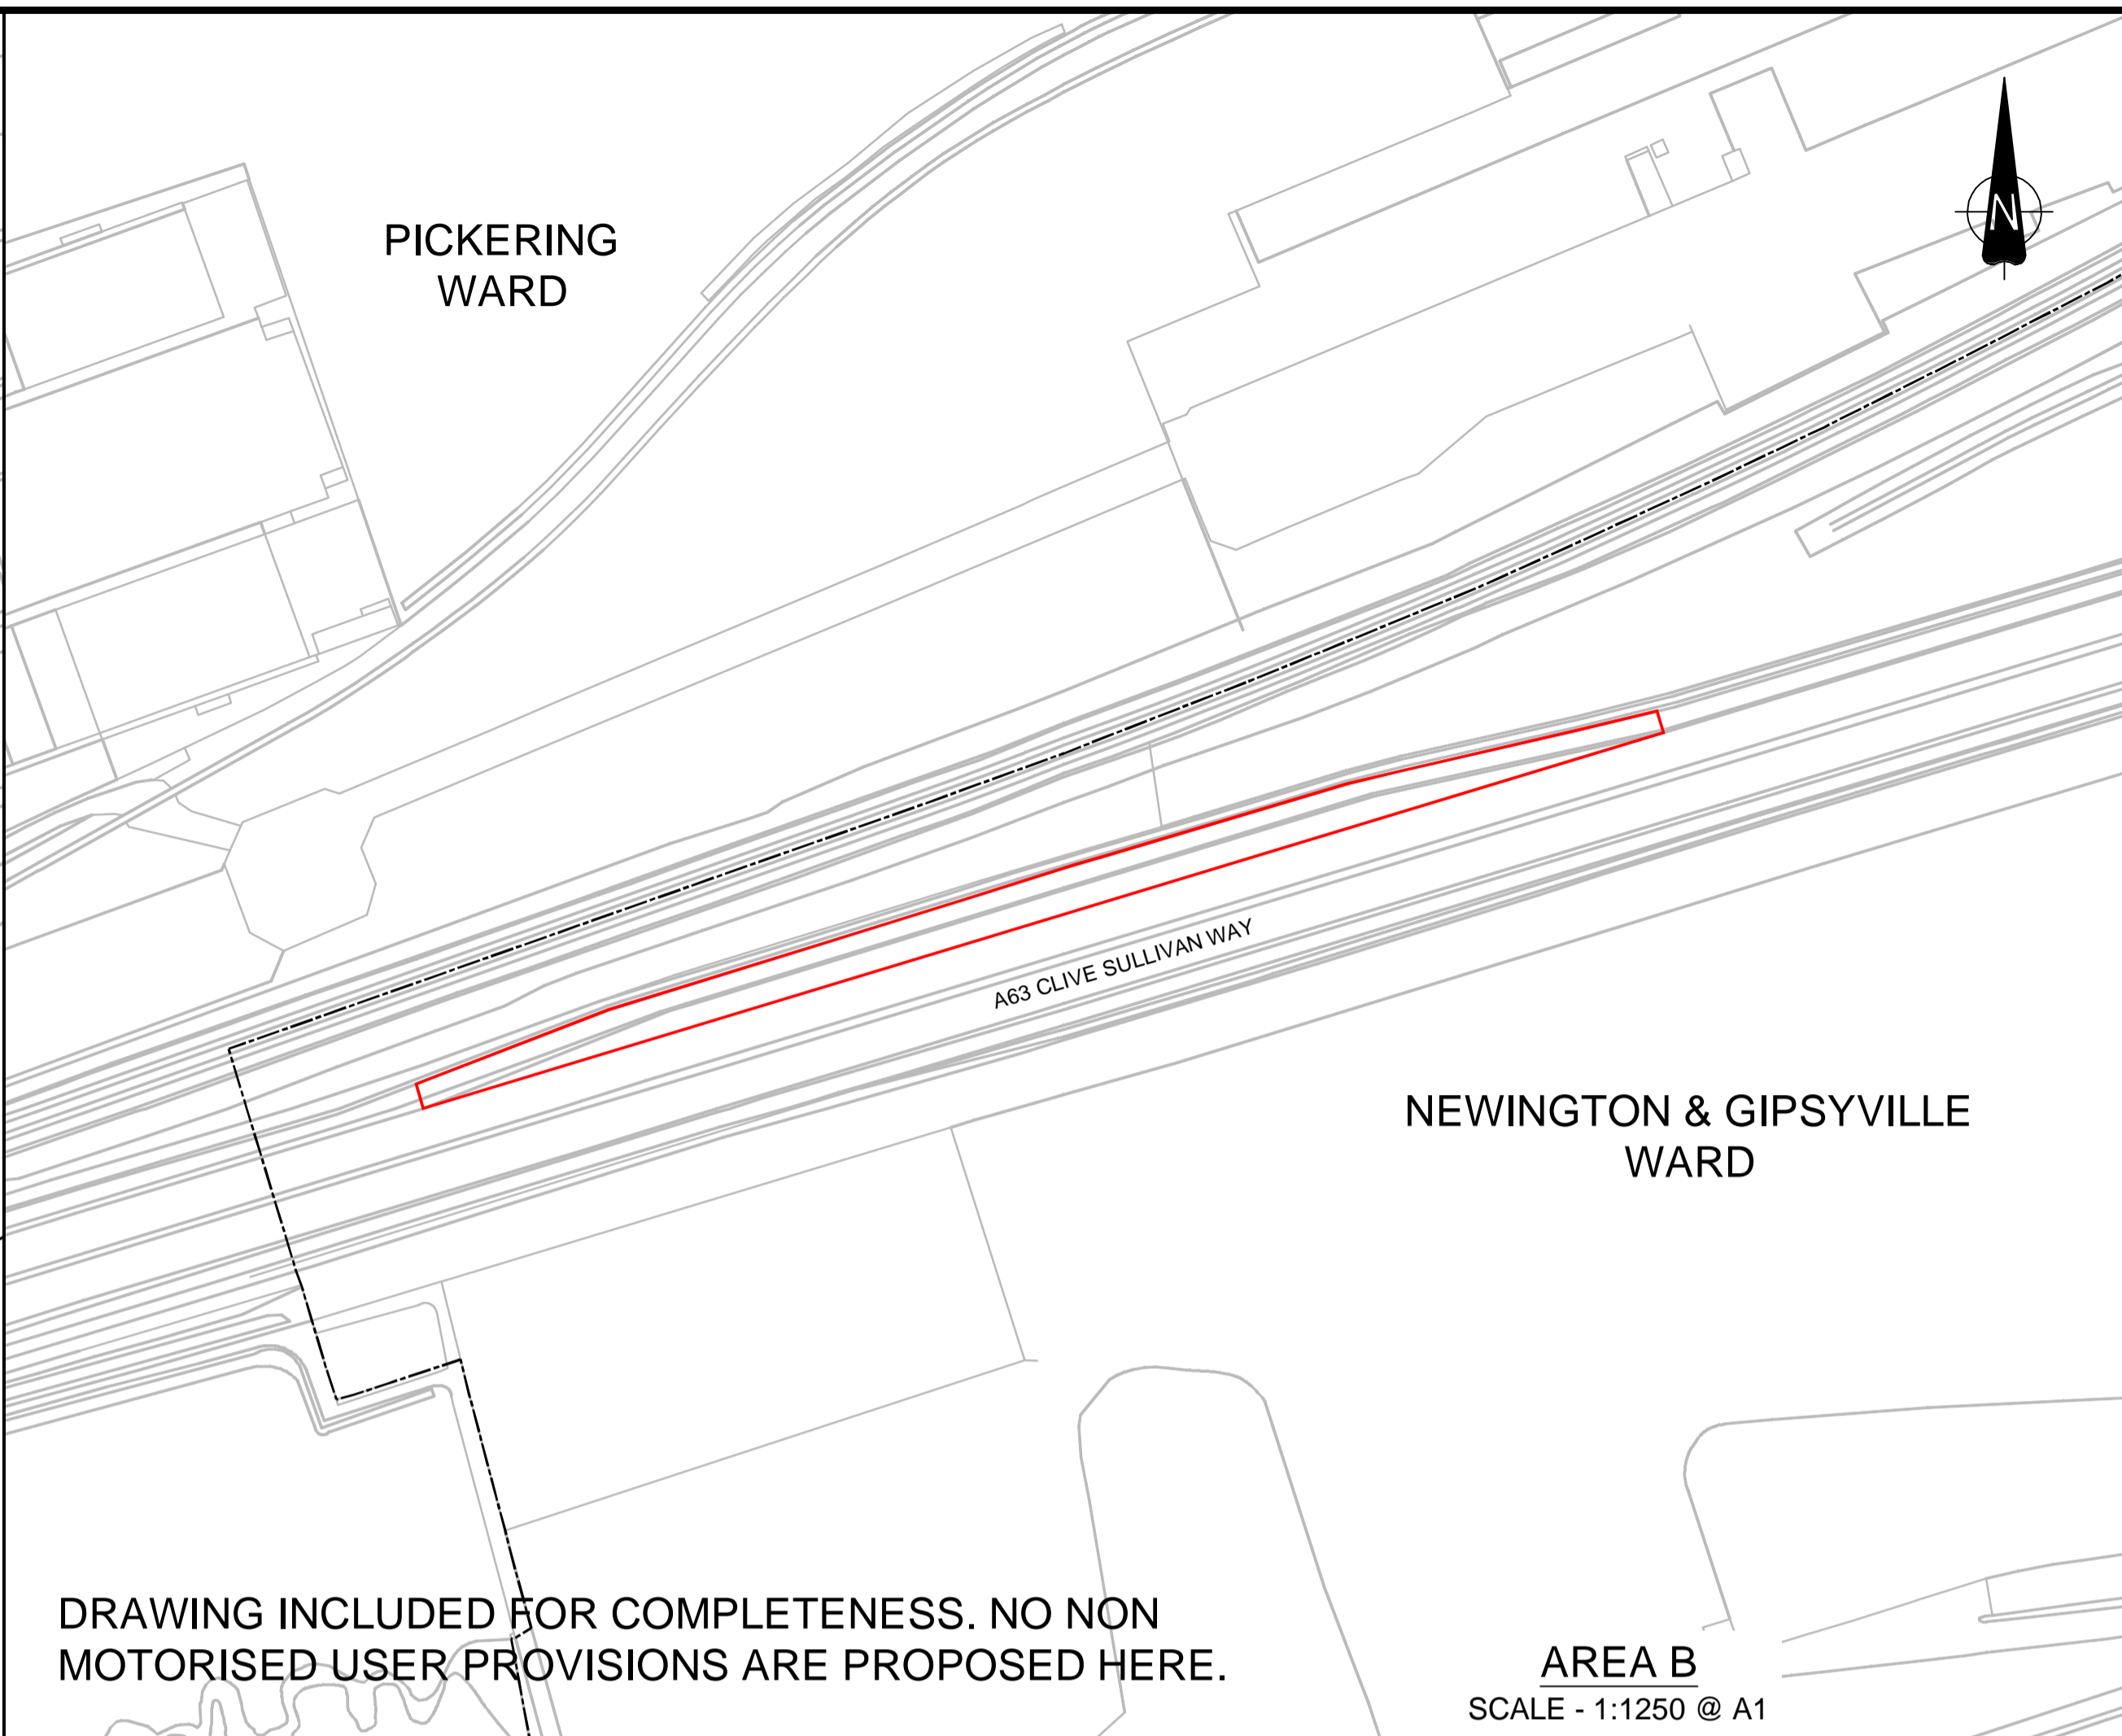 PICKERING
WARD
N
A63 CLIVE SULLIVAN WAY
NEWINGTON & GIPSYVILLE
WARD
DRAWING INCLUDED FOR COMPLETENESS. NO NON
MOTORISED USER PROVISIONS ARE PROPOSED HERE.
AREA B
SCALE - 1:1250 @ A1